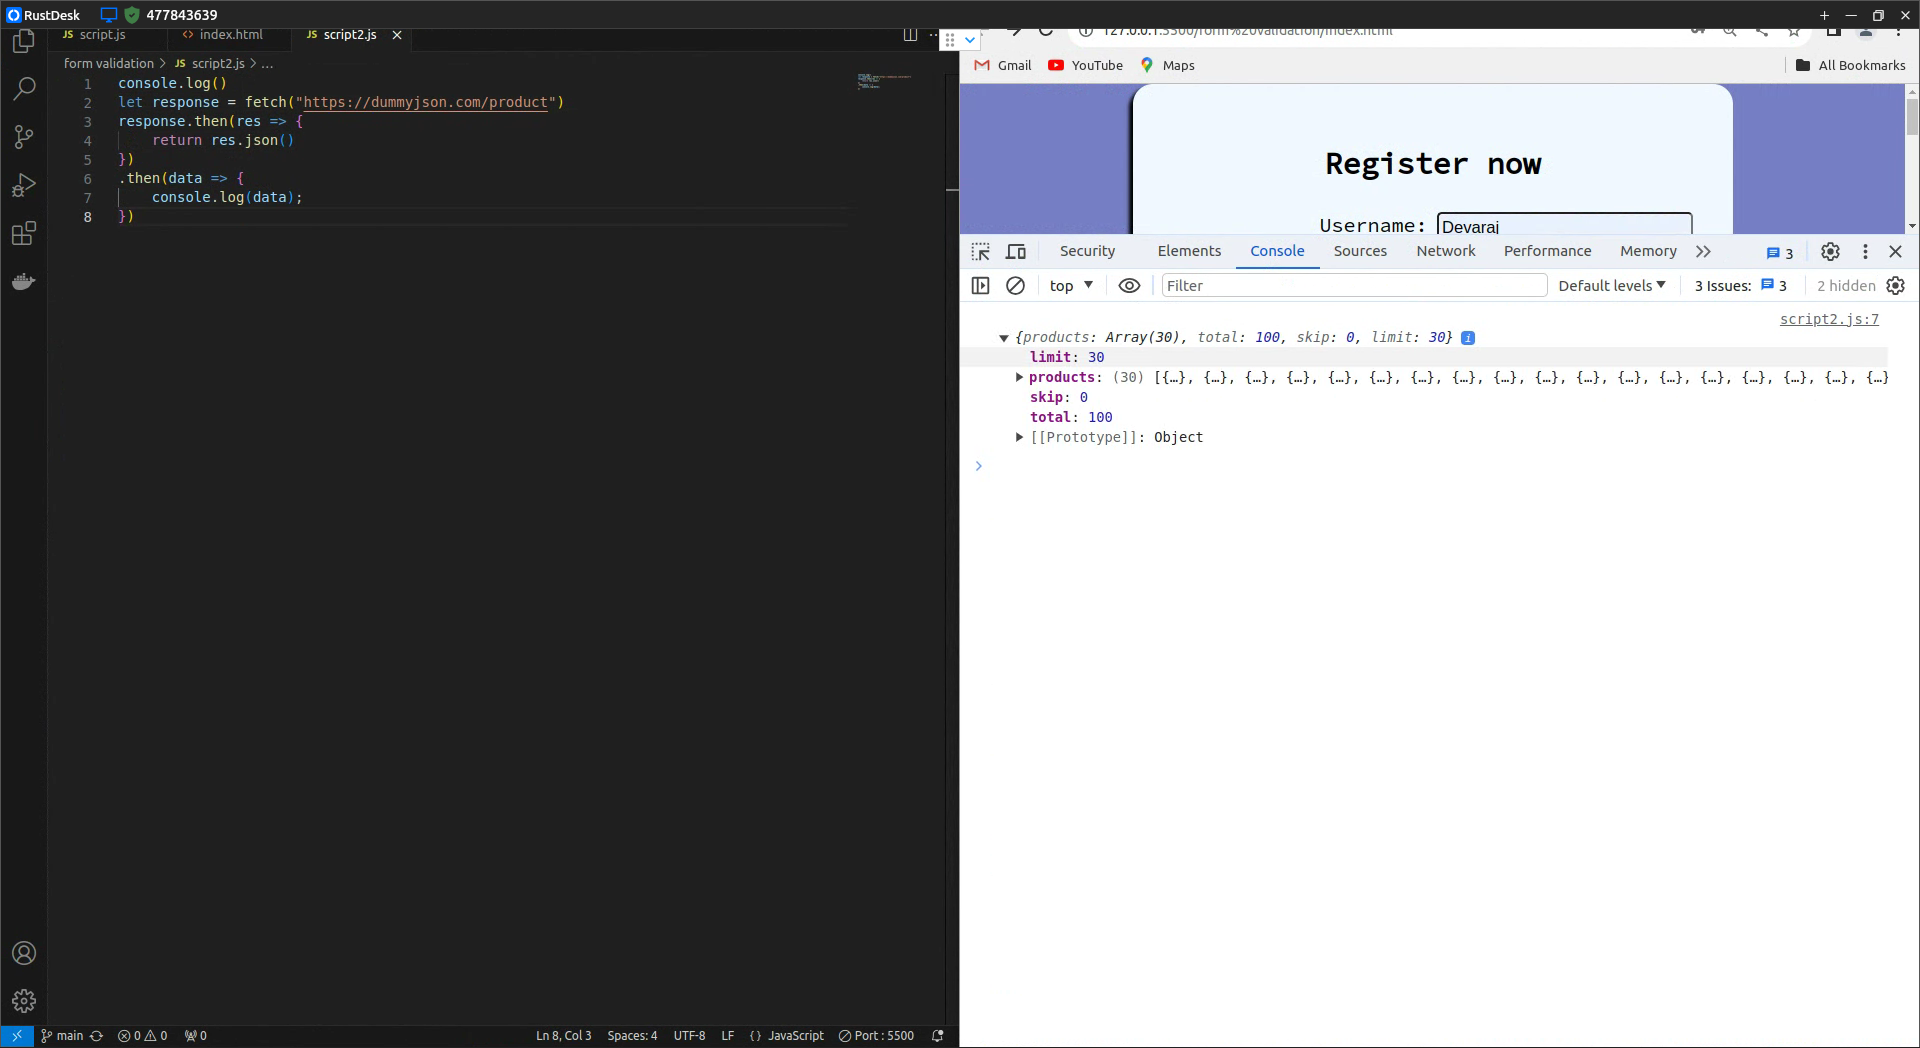 RustDesk 477843639
script.js index.html script2.js
form validation > script2.js > ...
1 console.log()
2 let response = fetch("https://dummyjson.com/product")
3 response.then(res => {
4 return res.json()
5 })
6 .then(data => {
7 console.log(data);
8 })
main 0 0 0 Ln 8, Col 3 Spaces: 4 UTF-8 LF {} JavaScript Port : 5500
127.0.0.1:5500/form%20validation/index.html
Gmail YouTube Maps All Bookmarks
Register now
Username: Devaraj
Security Elements Console Sources Network Performance Memory 3
top Filter Default levels 3 Issues: 3 2 hidden
script2.js:7
{products: Array(30), total: 100, skip: 0, limit: 30}
limit: 30
products: (30) [{…}, {…}, {…}, {…}, {…}, {…}, {…}, {…}, {…}, {…}, {…}, {…}, {…}, {…}, {…}, {…}, {…}, {…}
skip: 0
total: 100
[[Prototype]]: Object